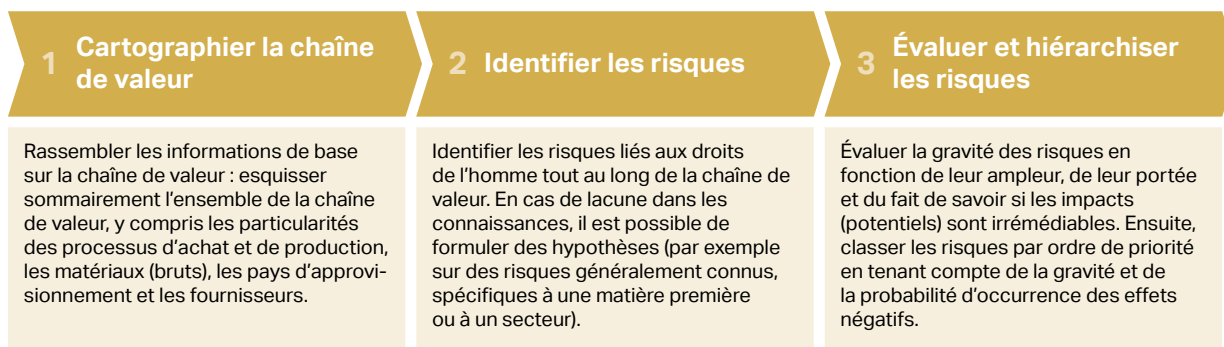 1 Cartographier la chaîne
de valeur
Rassembler les informations de base
sur la chaîne de valeur : esquisser
sommairement l’ensemble de la chaîne
de valeur, y compris les particularités
des processus d’achat et de production,
les matériaux (bruts), les pays d’approvi-
sionnement et les fournisseurs.
2 Identifier les risques
Identifier les risques liés aux droits
de l’homme tout au long de la chaîne de
valeur. En cas de lacune dans les
connaissances, il est possible de
formuler des hypothèses (par exemple
sur des risques généralement connus,
spécifiques à une matière première
ou à un secteur).
3 Évaluer et hiérarchiser
les risques
Évaluer la gravité des risques en
fonction de leur ampleur, de leur portée
et du fait de savoir si les impacts
(potentiels) sont irrémédiables. Ensuite,
classer les risques par ordre de priorité
en tenant compte de la gravité et de
la probabilité d’occurrence des effets
négatifs.